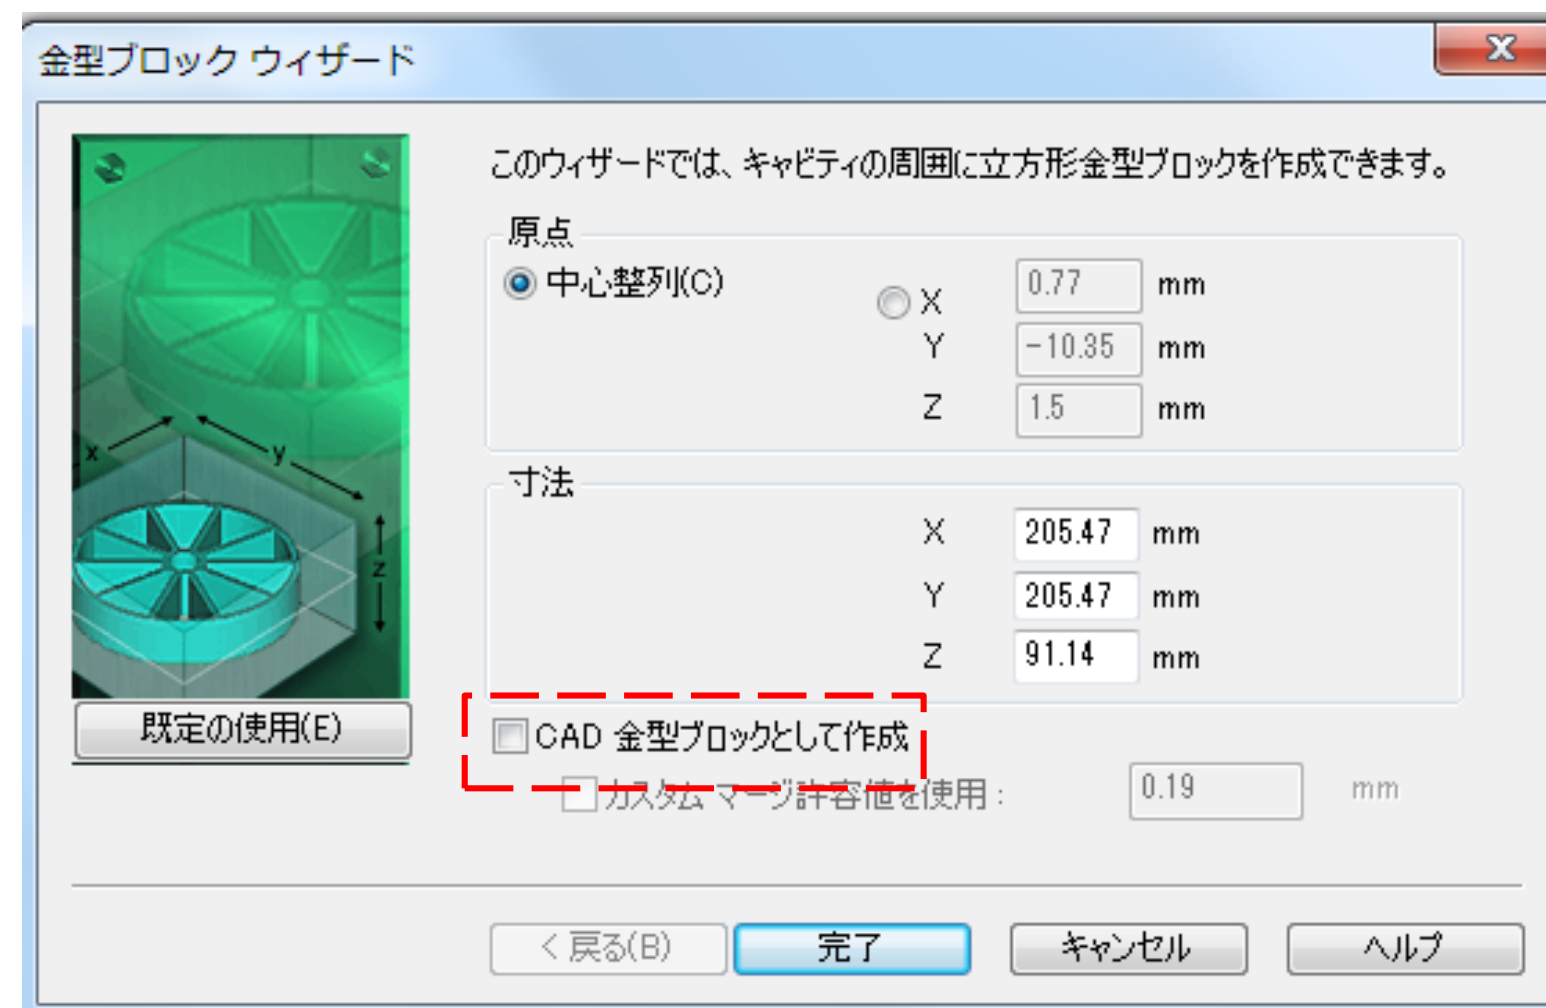 金型ブロック ウィザード
このウィザードでは、キャビティの周囲に立方形金型ブロックを作成できます。
原点
中心整列(C)
X 0.77 mm
Y -10.35 mm
Z 1.5 mm
寸法
X 205.47 mm
Y 205.47 mm
Z 91.14 mm
x
y
z
既定の使用(E)
CAD 金型ブロックとして作成
カスタム マージ許容値を使用: 0.19 mm
< 戻る(B) 完了 キャンセル ヘルプ